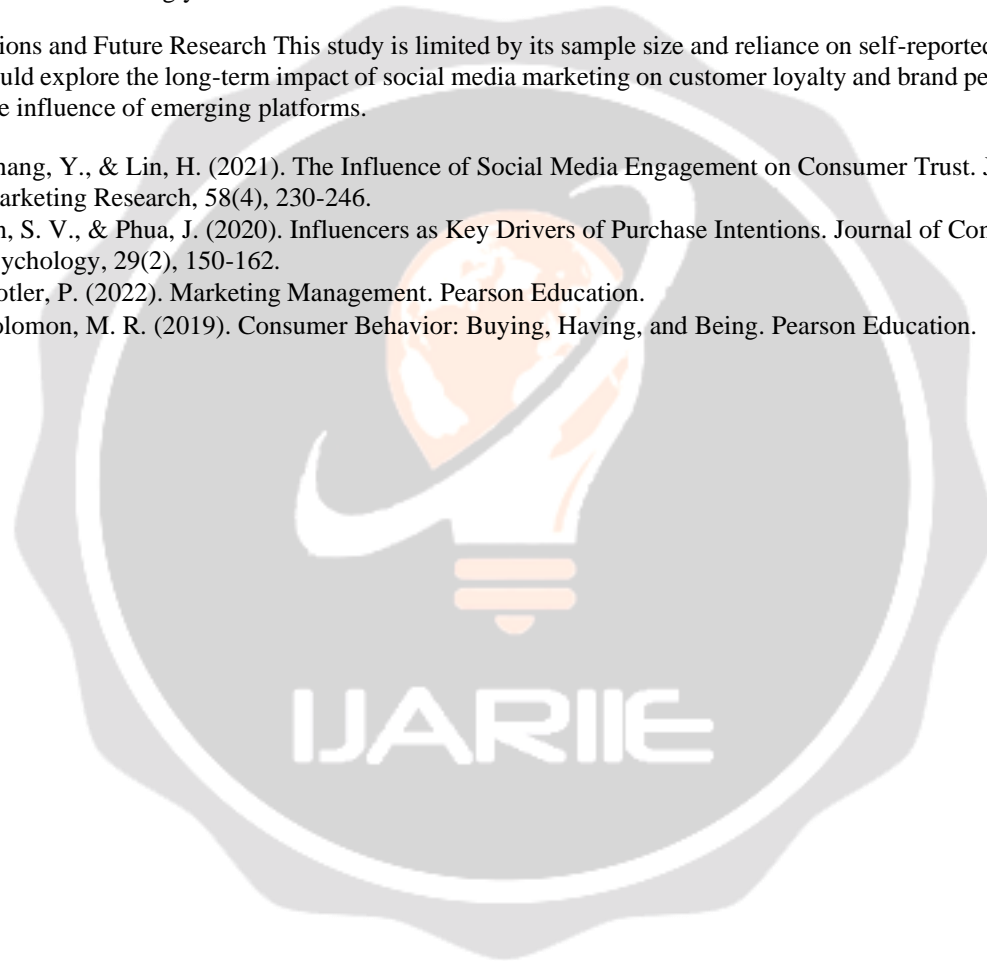 ions and Future Research This study is limited by its sample size and reliance on self-reported
uld explore the long-term impact of social media marketing on customer loyalty and brand pe
e influence of emerging platforms.
hang, Y., & Lin, H. (2021). The Influence of Social Media Engagement on Consumer Trust. J
arketing Research, 58(4), 230-246.
n, S. V., & Phua, J. (2020). Influencers as Key Drivers of Purchase Intentions. Journal of Con
ychology, 29(2), 150-162.
otler, P. (2022). Marketing Management. Pearson Education.
olomon, M. R. (2019). Consumer Behavior: Buying, Having, and Being. Pearson Education.
IJARIIE